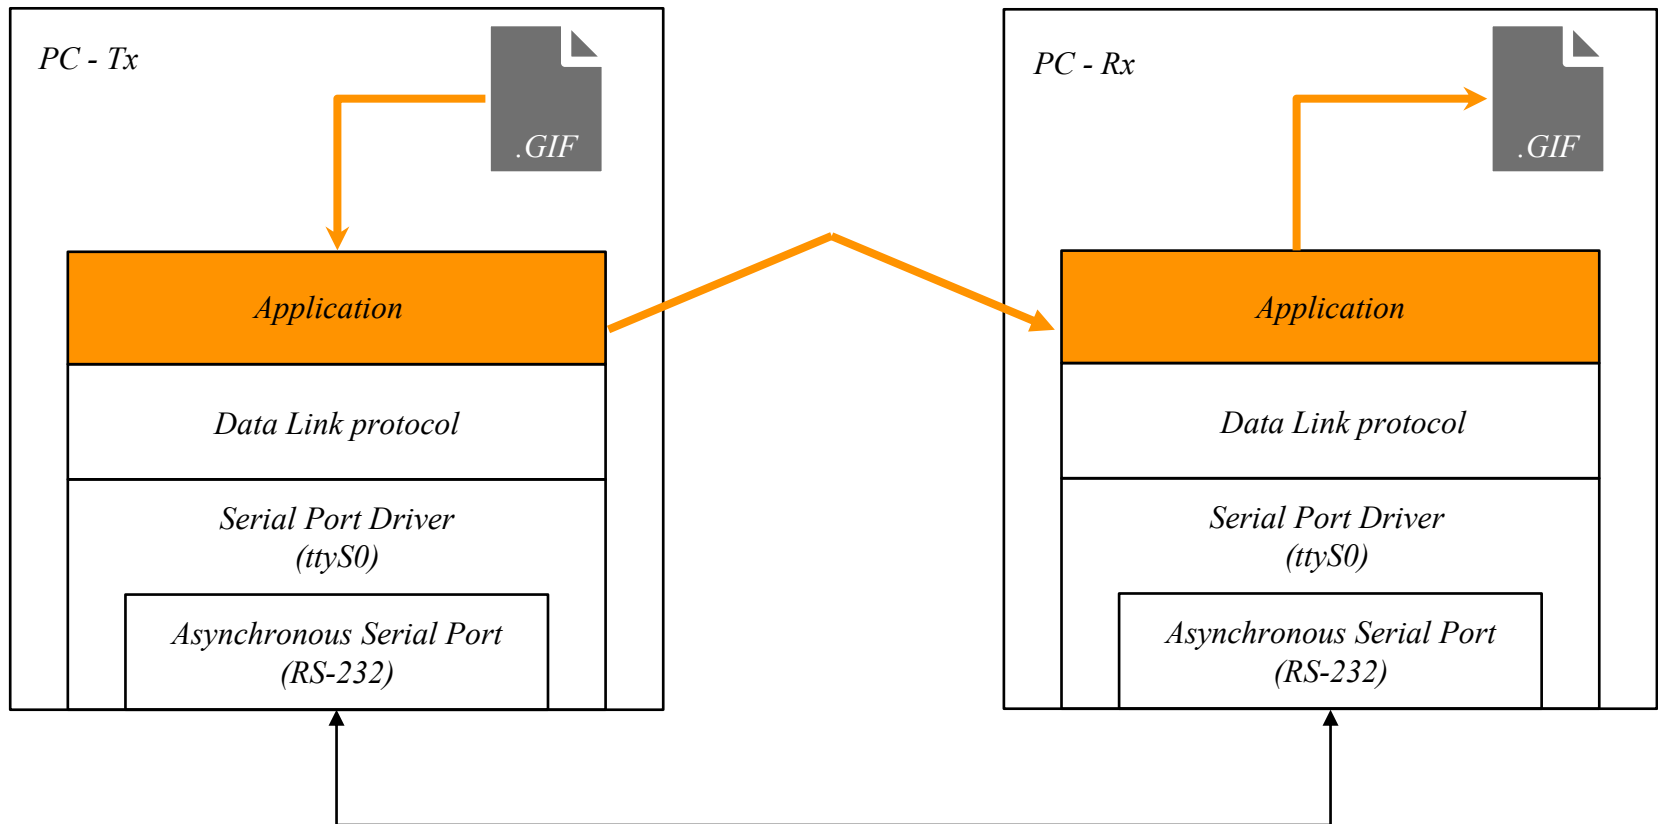 PC - Tx
.GIF
Application
Data Link protocol
Serial Port Driver
(ttyS0)
Asynchronous Serial Port
(RS-232)
PC - Rx
.GIF
Application
Data Link protocol
Serial Port Driver
(ttyS0)
Asynchronous Serial Port
(RS-232)